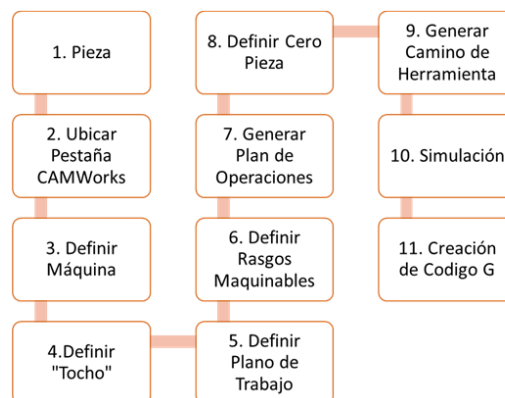 1. Pieza
2. Ubicar
Pestaña
CAMWorks
3. Definir
Máquina
4.Definir
"Tocho"
5. Definir
Plano de
Trabajo
6. Definir
Rasgos
Maquinables
7. Generar
Plan de
Operaciones
8. Definir Cero
Pieza
9. Generar
Camino de
Herramienta
10. Simulación
11. Creación
de Codigo G